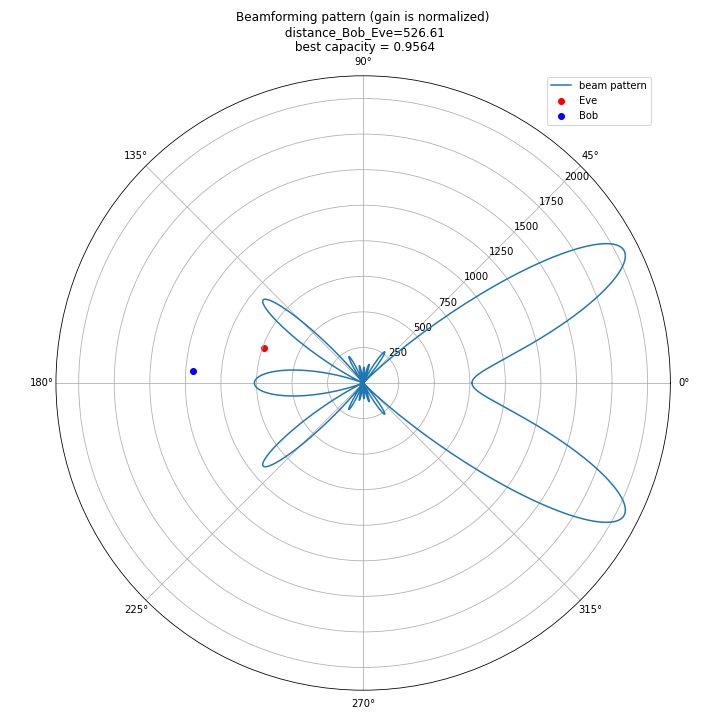 Beamforming pattern (gain is normalized)
distance_Bob_Eve=526.61
best capacity = 0.9564
90°
beam pattern
Eve
Bob
135°
45°
2000
1750
1500
1250
1000
750
500
250
180°
0°
225°
315°
270°